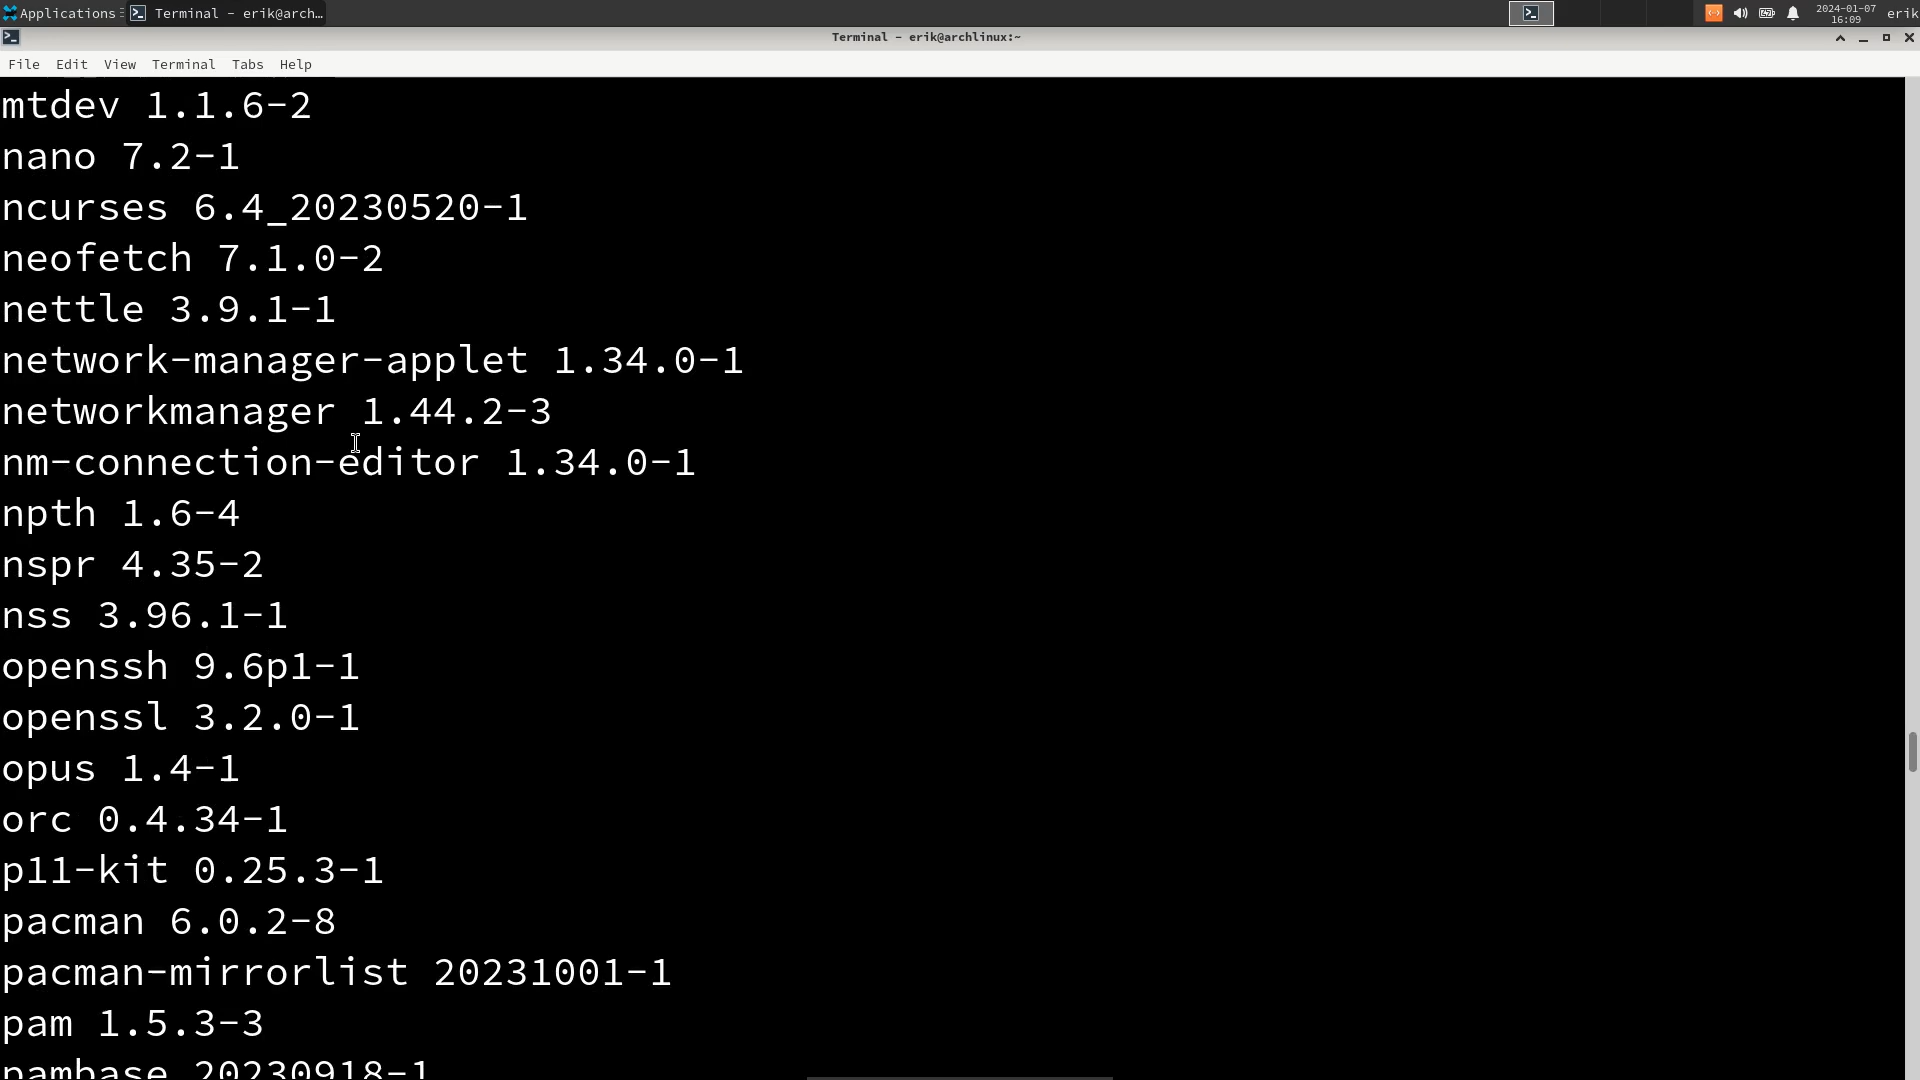 Applications Terminal - erik@arch... 2024-01-07 erik
16:09
Terminal - erik@archlinux:~
File Edit View Terminal Tabs Help
mtdev 1.1.6-2
nano 7.2-1
ncurses 6.4_20230520-1
neofetch 7.1.0-2
nettle 3.9.1-1
network-manager-applet 1.34.0-1
networkmanager 1.44.2-3
nm-connection-editor 1.34.0-1
npth 1.6-4
nspr 4.35-2
nss 3.96.1-1
openssh 9.6p1-1
openssl 3.2.0-1
opus 1.4-1
orc 0.4.34-1
p11-kit 0.25.3-1
pacman 6.0.2-8
pacman-mirrorlist 20231001-1
pam 1.5.3-3
pambase 20230918-1